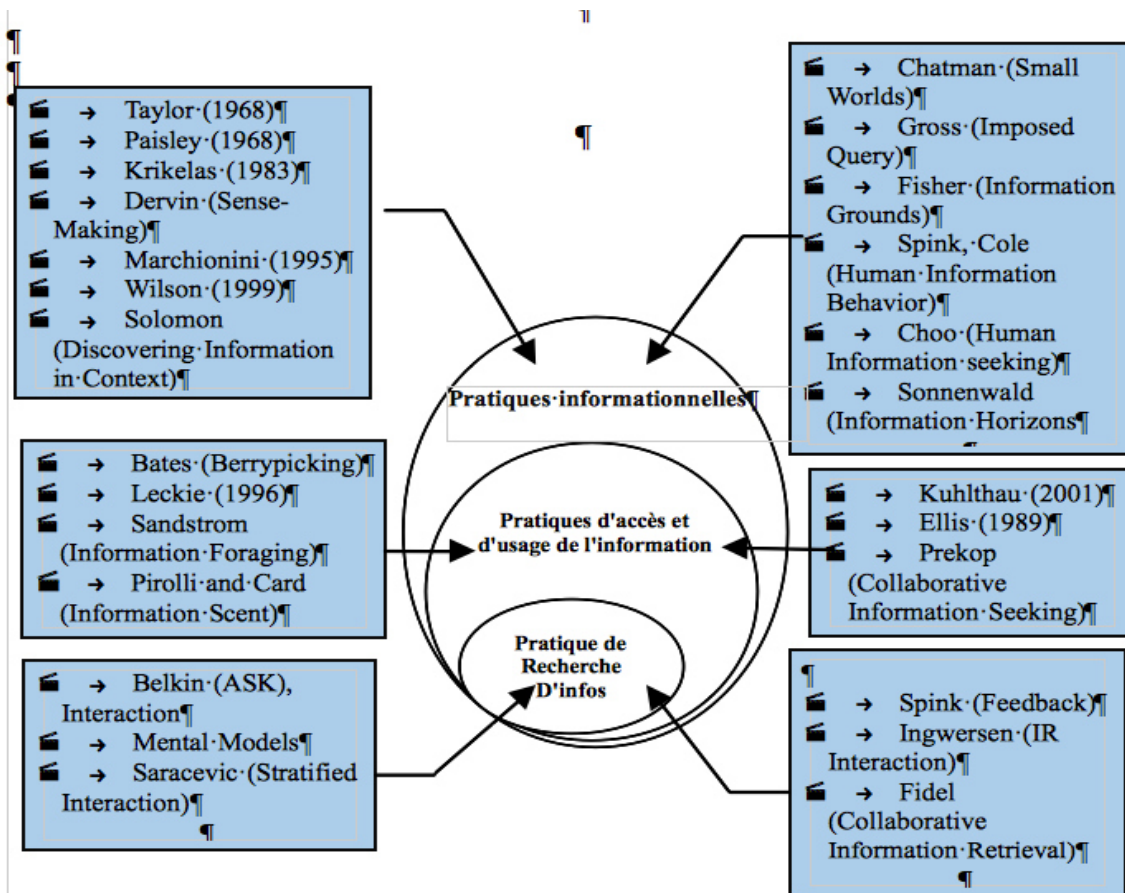 Taylor (1968)
Paisley (1968)
Krikelas (1983)
Dervin (Sense-
Making)
Marchionini (1995)
Wilson (1999)
Solomon
(Discovering Information
in Context)
Chatman (Small
Worlds)
Gross (Imposed
Query)
Fisher (Information
Grounds)
Spink, Cole
(Human Information
Behavior)
Choo (Human
Information seeking)
Sonnenwald
(Information Horizons
Pratiques informationnelles
Bates (Berrypicking)
Leckie (1996)
Sandstrom
(Information Foraging)
Pirolli and Card
(Information Scent)
Pratiques d'accès et
d'usage de l'information
Kuhlthau (2001)
Ellis (1989)
Prekop
(Collaborative
Information Seeking)
Pratique de
Recherche
D'infos
Belkin (ASK),
Interaction
Mental Models
Saracevic (Stratified
Interaction)
Spink (Feedback)
Ingwersen (IR
Interaction)
Fidel
(Collaborative
Information Retrieval)